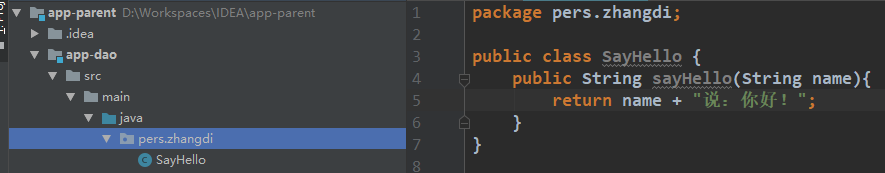 app-parent D:\Workspaces\IDEA\app-parent
.idea
app-dao
src
main
java
pers.zhangdi
SayHello
1 package pers.zhangdi;
2
3 public class SayHello {
4 public String sayHello(String name){
5 return name + "说：你好！";
6 }
7 }
8